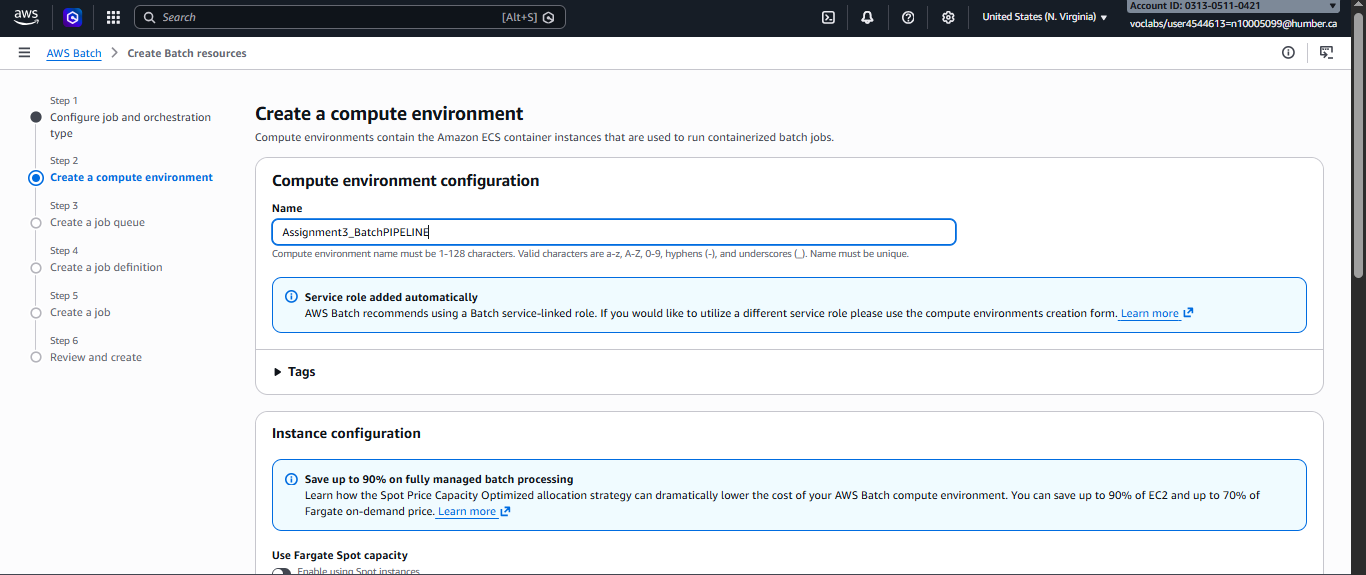 aws
Search
[Alt+S]
United States (N. Virginia)
Account ID: 0313-0511-0421
voclabs/user4544613=n10005099@humber.ca
AWS Batch > Create Batch resources
Step 1
Configure job and orchestration
type
Step 2
Create a compute environment
Step 3
Create a job queue
Step 4
Create a job definition
Step 5
Create a job
Step 6
Review and create
Create a compute environment
Compute environments contain the Amazon ECS container instances that are used to run containerized batch jobs.
Compute environment configuration
Name
Assignment3_BatchPIPELINE
Compute environment name must be 1-128 characters. Valid characters are a-z, A-Z, 0-9, hyphens (-), and underscores (_). Name must be unique.
Service role added automatically
AWS Batch recommends using a Batch service-linked role. If you would like to utilize a different service role please use the compute environments creation form. Learn more
Tags
Instance configuration
Save up to 90% on fully managed batch processing
Learn how the Spot Price Capacity Optimized allocation strategy can dramatically lower the cost of your AWS Batch compute environment. You can save up to 90% of EC2 and up to 70% of
Fargate on-demand price. Learn more
Use Fargate Spot capacity
Enable using Spot instances